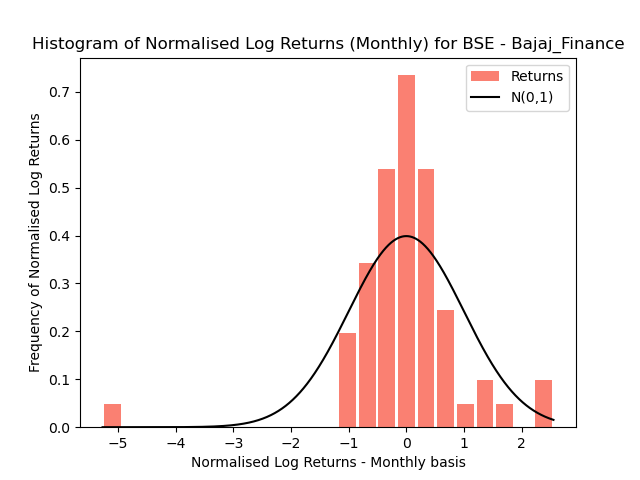 Histogram of Normalised Log Returns (Monthly) for BSE - Bajaj_Finance
Returns
N(0,1)
Frequency of Normalised Log Returns
0.7
0.6
0.5
0.4
0.3
0.2
0.1
0.0
−5 −4 −3 −2 −1 0 1 2
Normalised Log Returns - Monthly basis